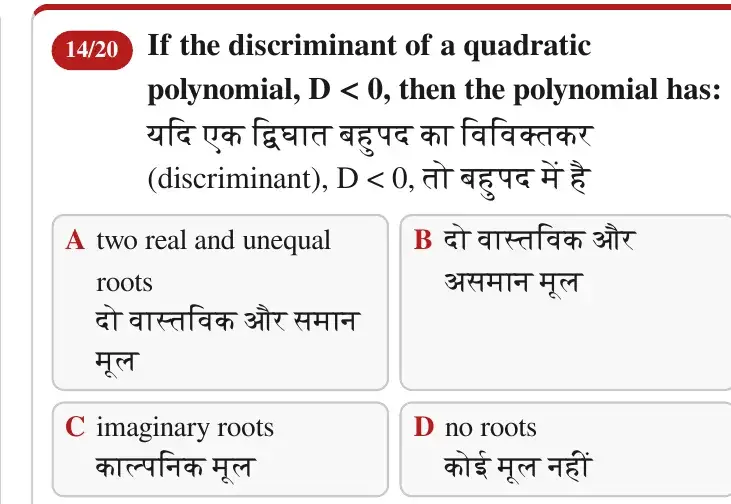 14/20 If the discriminant of a quadratic
polynomial, D < 0, then the polynomial has:
यदि एक द्विघात बहुपद का विविक्तकर
(discriminant), D < 0, तो बहुपद में है
A two real and unequal
roots
दो वास्तविक और समान
मूल
B दो वास्तविक और
असमान मूल
C imaginary roots
काल्पनिक मूल
D no roots
कोई मूल नहीं